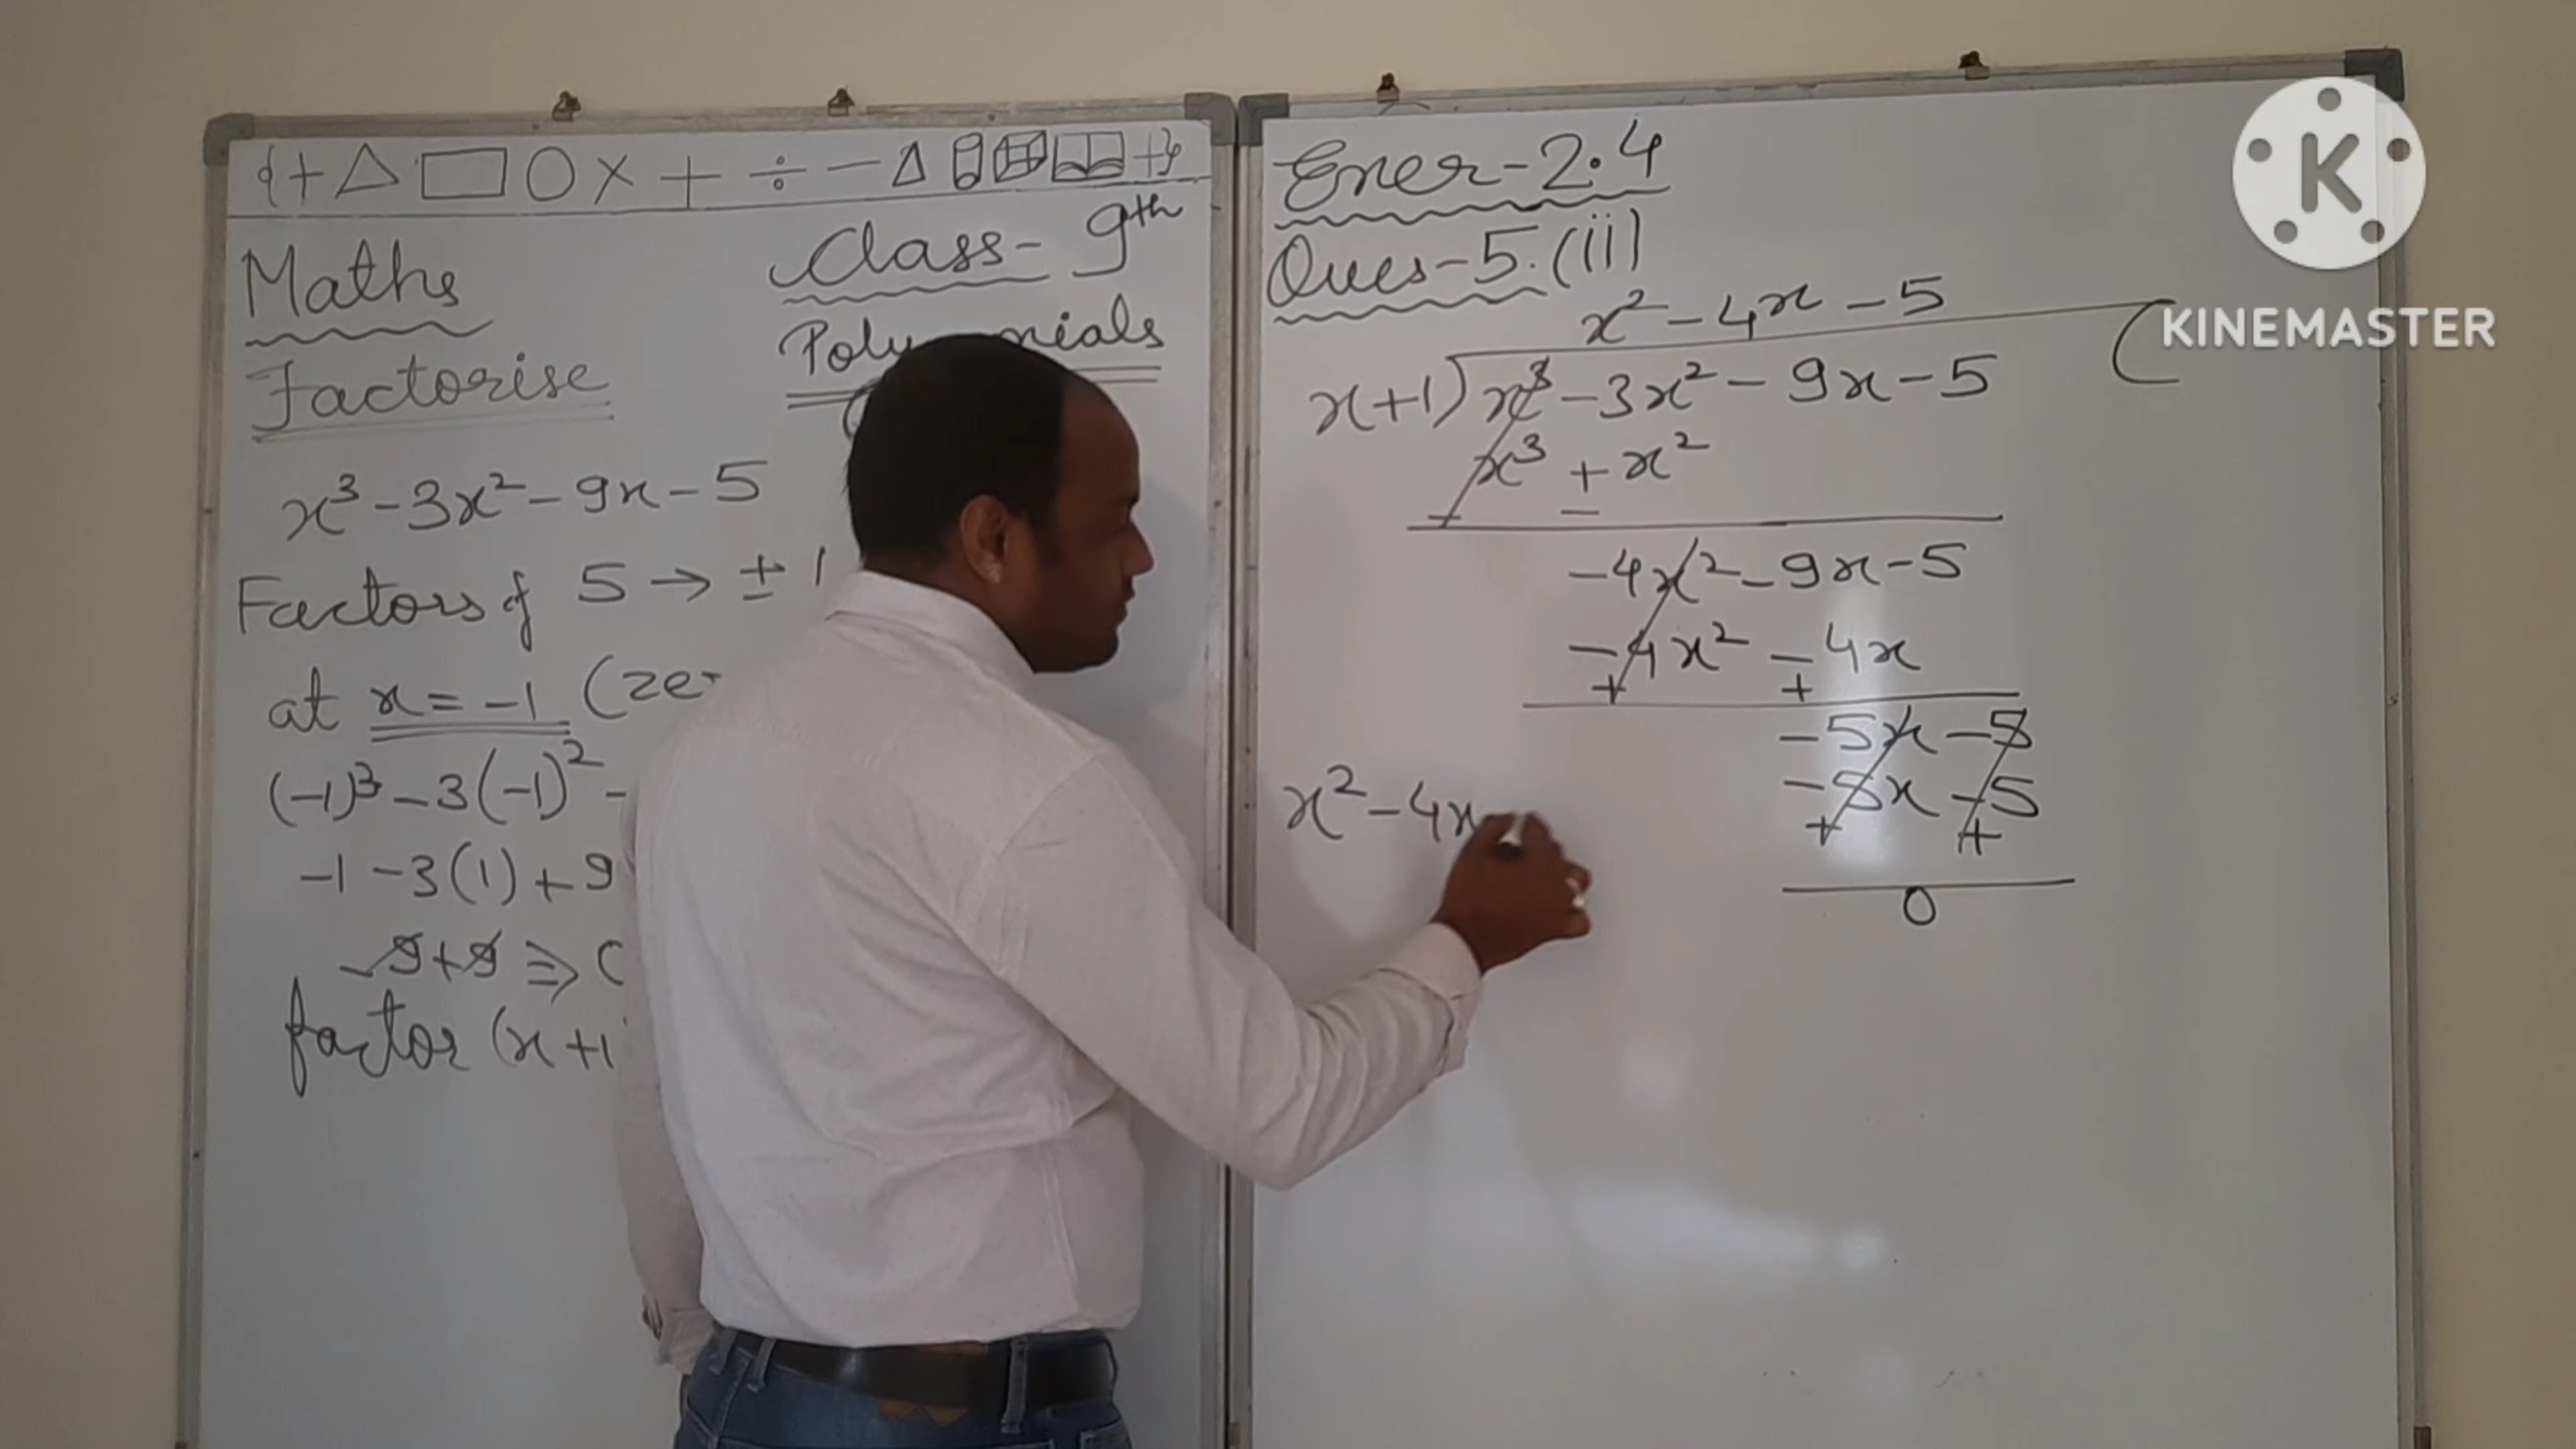 {+ △ □ ○ × + ÷ - △ +}
Maths
Class- 9th
Factorise
x³-3x²-9x-5
Factors of 5 → ±1
at x = -1
(-1)³-3(-1)²-
-1-3(1)+9
-9+9 ⇒
factor (x+1
Exer-2.4
Ques-5.(ii)
x²-4x-5
x+1)x³-3x²-9x-5(
x³+x²
- -
-4x²-9x-5
-4x²-4x
+ +
-5x-5
-5x-5
+ +
0
x²-4x
K
KINEMASTER